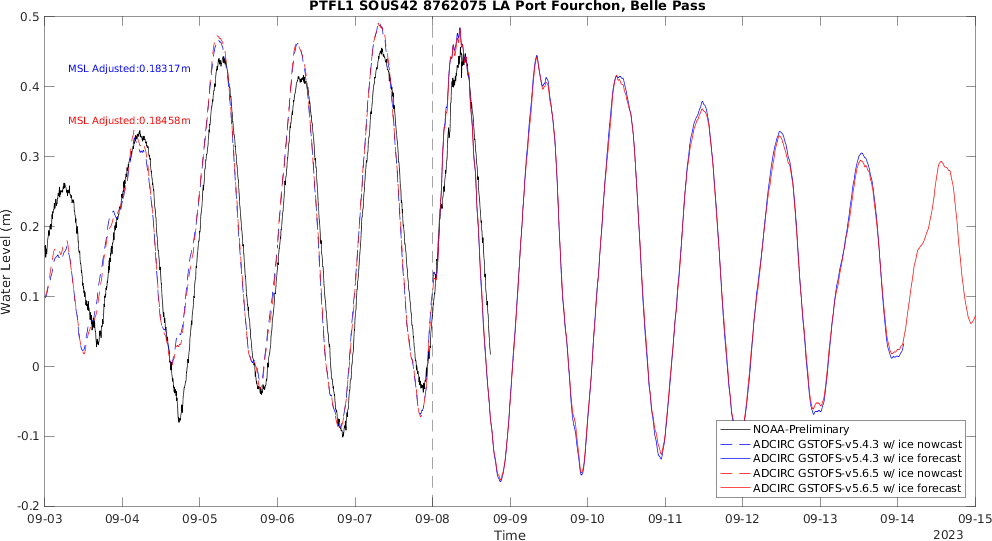 PTFL1 SOUS42 8762075 LA Port Fourchon, Belle Pass
0.5
0.4
0.3
0.2
0.1
0
-0.1
-0.2
Water Level (m)
MSL Adjusted:0.18317m
MSL Adjusted:0.18458m
NOAA-Preliminary
ADCIRC GSTOFS-v5.4.3 w/ ice nowcast
ADCIRC GSTOFS-v5.4.3 w/ ice forecast
ADCIRC GSTOFS-v5.6.5 w/ ice nowcast
ADCIRC GSTOFS-v5.6.5 w/ ice forecast
09-03 09-04 09-05 09-06 09-07 09-08 09-09 09-10 09-11 09-12 09-13 09-14 09-15
Time
2023